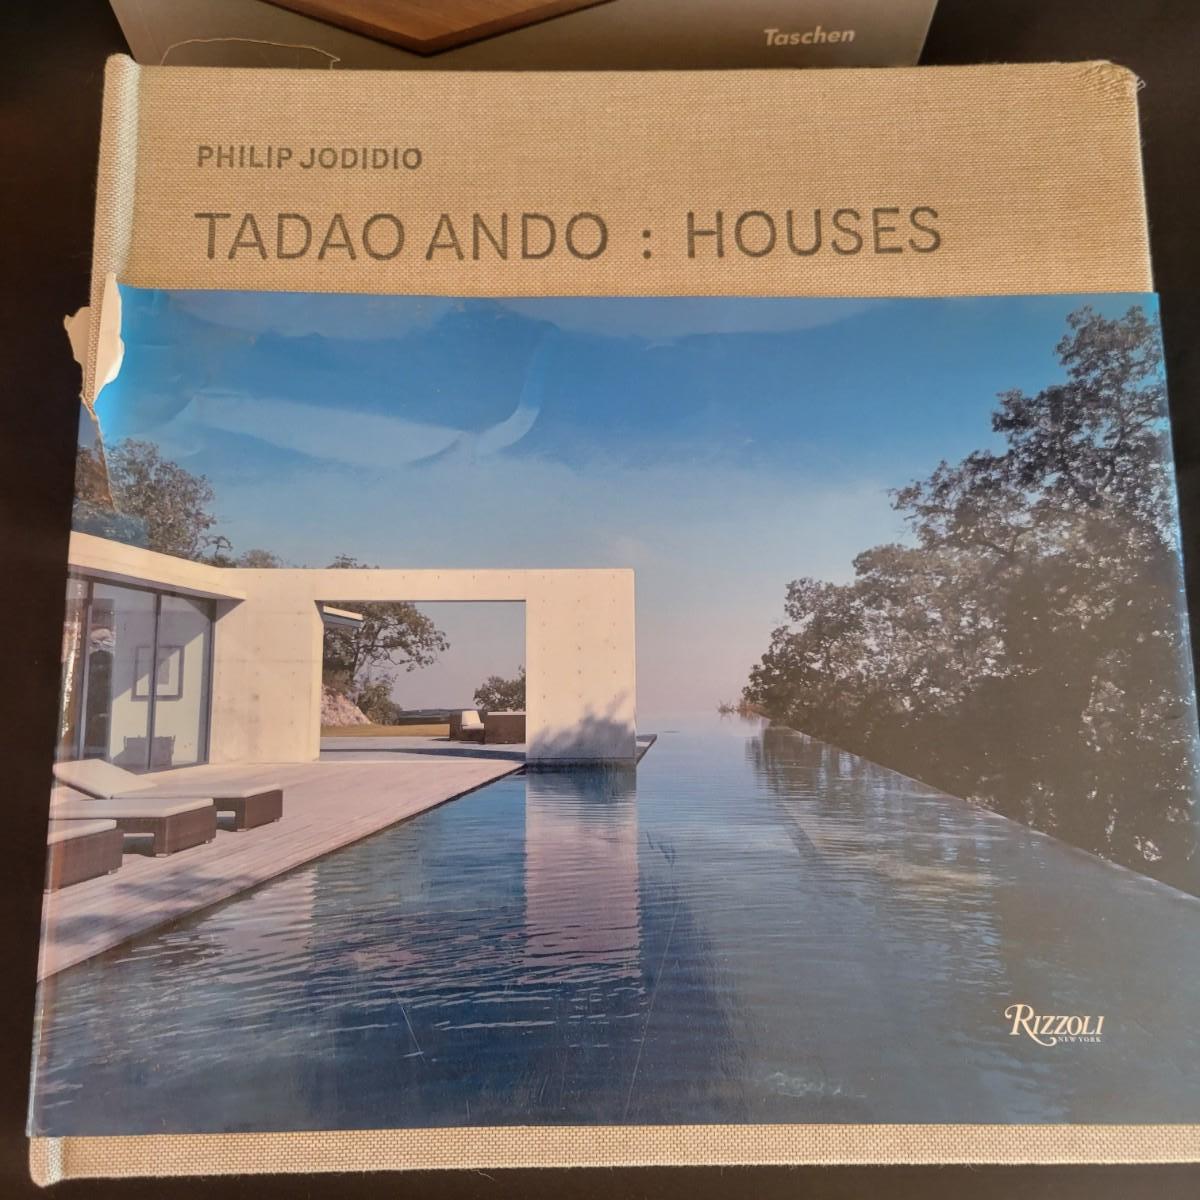 Taschen
PHILIP JODIDIO
TADAO ANDO : HOUSES
RIZZOLI
NEW YORK